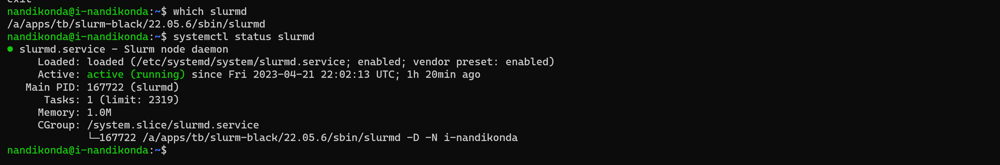 exit
nandikonda@i-nandikonda:~$ which slurmd
/a/apps/tb/slurm-black/22.05.6/sbin/slurmd
nandikonda@i-nandikonda:~$ systemctl status slurmd
● slurmd.service - Slurm node daemon
     Loaded: loaded (/etc/systemd/system/slurmd.service; enabled; vendor preset: enabled)
     Active: active (running) since Fri 2023-04-21 22:02:13 UTC; 1h 20min ago
   Main PID: 167722 (slurmd)
      Tasks: 1 (limit: 2319)
     Memory: 1.0M
     CGroup: /system.slice/slurmd.service
             └─167722 /a/apps/tb/slurm-black/22.05.6/sbin/slurmd -D -N i-nandikonda
nandikonda@i-nandikonda:~$